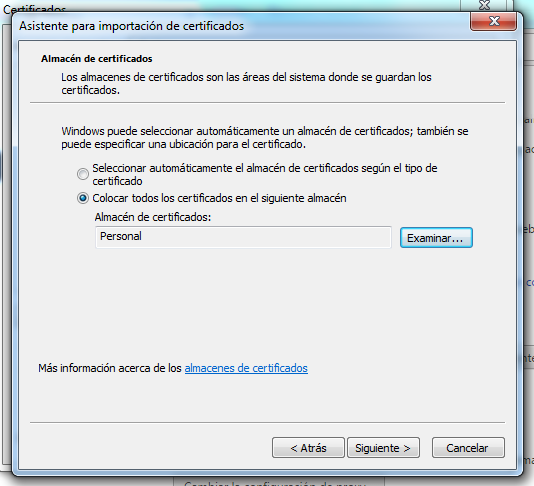 Certificados
Asistente para importación de certificados
Almacén de certificados
Los almacenes de certificados son las áreas del sistema donde se guardan los
certificados.
Windows puede seleccionar automáticamente un almacén de certificados; también se
puede especificar una ubicación para el certificado.
Seleccionar automáticamente el almacén de certificados según el tipo de
certificado
Colocar todos los certificados en el siguiente almacén
Almacén de certificados:
Personal
Examinar...
Más información acerca de los almacenes de certificados
< Atrás
Siguiente >
Cancelar
Cambiar la configuración de proxy